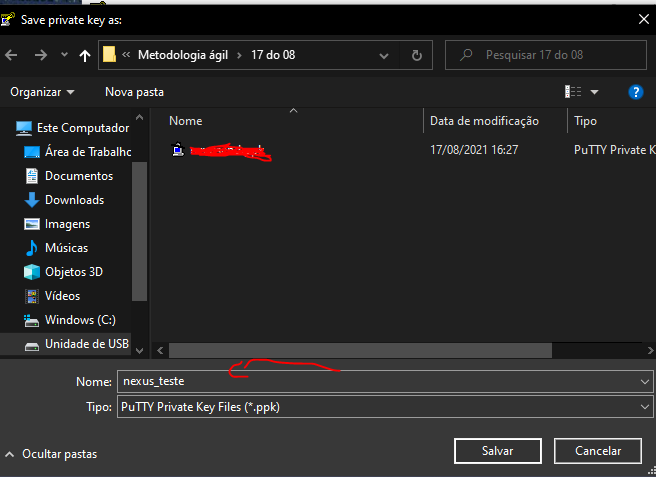 Save private key as:
Metodologia ágil > 17 do 08
Pesquisar 17 do 08
Organizar
Nova pasta
Nome
Data de modificação
Tipo
17/08/2021 16:27
PuTTY Private K
Este Computador
Área de Trabalho
Documentos
Downloads
Imagens
Músicas
Objetos 3D
Vídeos
Windows (C:)
Unidade de USB
Nome: nexus_teste
Tipo: PuTTY Private Key Files (*.ppk)
Ocultar pastas
Salvar
Cancelar